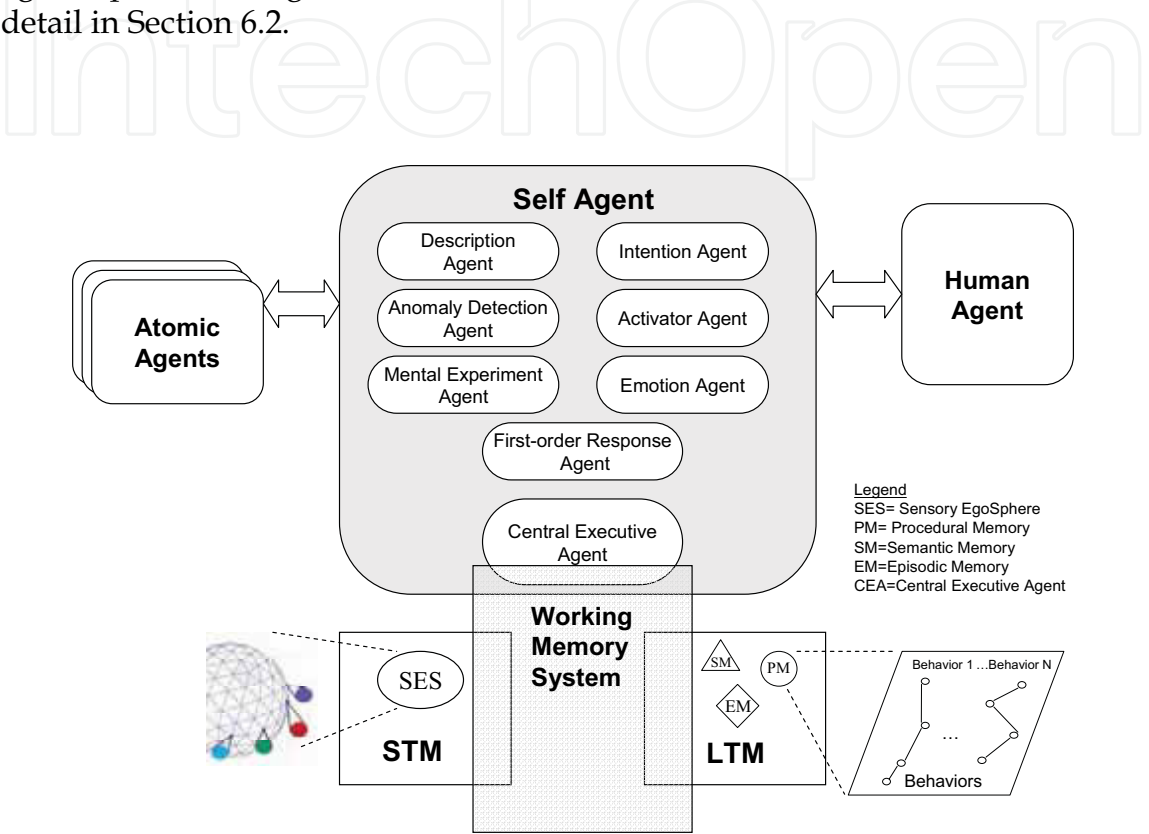 detail in Section 6.2.
IntechOpen
Self Agent
Description
Agent
Intention Agent
Anomaly Detection
Agent
Activator Agent
Mental Experiment
Agent
Emotion Agent
First-order Response
Agent
Central Executive
Agent
Atomic
Agents
Human
Agent
Legend
SES= Sensory EgoSphere
PM= Procedural Memory
SM=Semantic Memory
EM=Episodic Memory
CEA=Central Executive Agent
Working
Memory
System
SES
STM
SM
PM
EM
LTM
Behavior 1 ...Behavior N
...
Behaviors